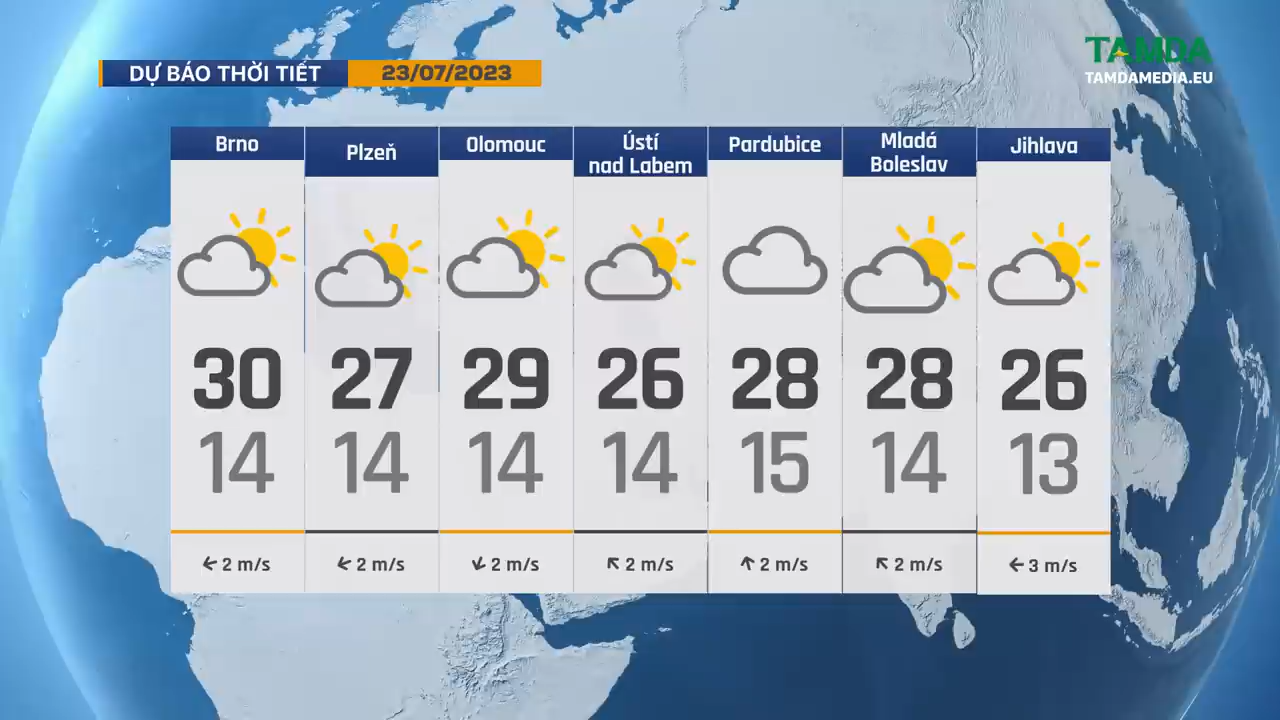 DỰ BÁO THỜI TIẾT 23/07/2023
TAMDA
TAMDAMEDIA.EU
Brno
30
14
2 m/s
Plzeň
27
14
2 m/s
Olomouc
29
14
2 m/s
Ústí
nad Labem
26
14
2 m/s
Pardubice
28
15
2 m/s
Mladá
Boleslav
28
14
2 m/s
Jihlava
26
13
3 m/s